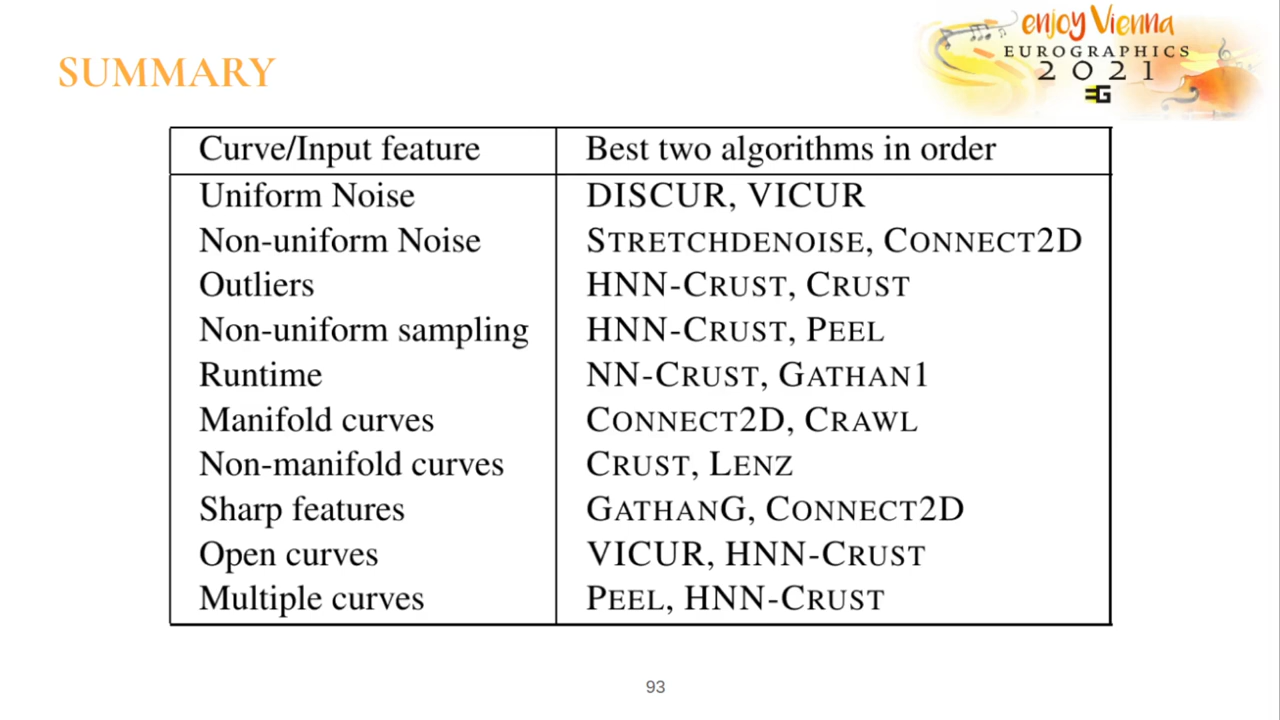 SUMMARY
enjoy Vienna
EUROGRAPHICS
2021
EG
Curve/Input feature Best two algorithms in order
Uniform Noise DISCUR, VICUR
Non-uniform Noise STRETCHDENOISE, CONNECT2D
Outliers HNN-CRUST, CRUST
Non-uniform sampling HNN-CRUST, PEEL
Runtime NN-CRUST, GATHAN1
Manifold curves CONNECT2D, CRAWL
Non-manifold curves CRUST, LENZ
Sharp features GATHANG, CONNECT2D
Open curves VICUR, HNN-CRUST
Multiple curves PEEL, HNN-CRUST
93